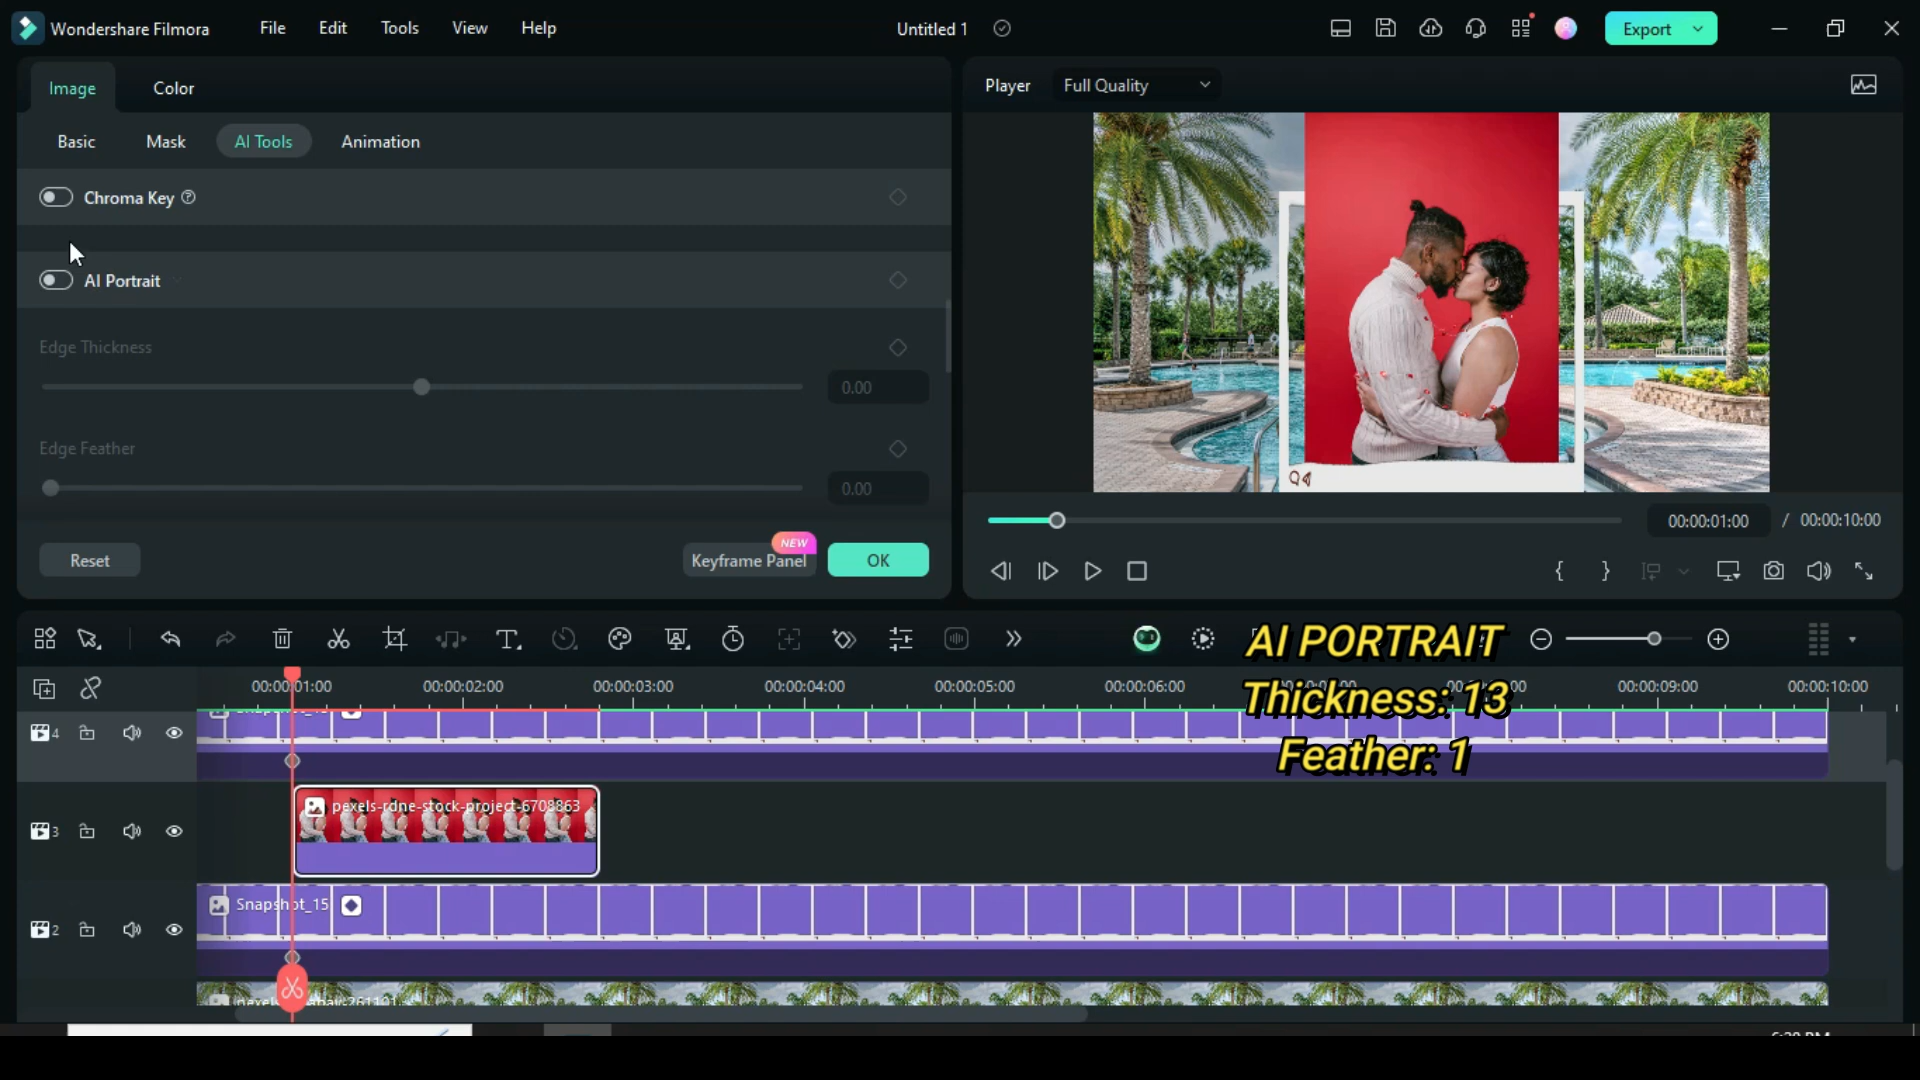 Wondershare Filmora
File
Edit
Tools
View
Help
Untitled 1
Export
Image
Color
Player
Full Quality
Basic
Mask
AI Tools
Animation
Chroma Key
AI Portrait
Edge Thickness
0.00
Edge Feather
0.00
Reset
NEW
Keyframe Panel
OK
00:00:01:00 / 00:00:10:00
AI PORTRAIT
Thickness: 13
Feather: 1
00:00:01:00
00:00:02:00
00:00:03:00
00:00:04:00
00:00:05:00
00:00:06:00
00:00:09:00
00:00:10:00
4
pexels-rdne-stock-project-6708863
3
Snapshot_15
2